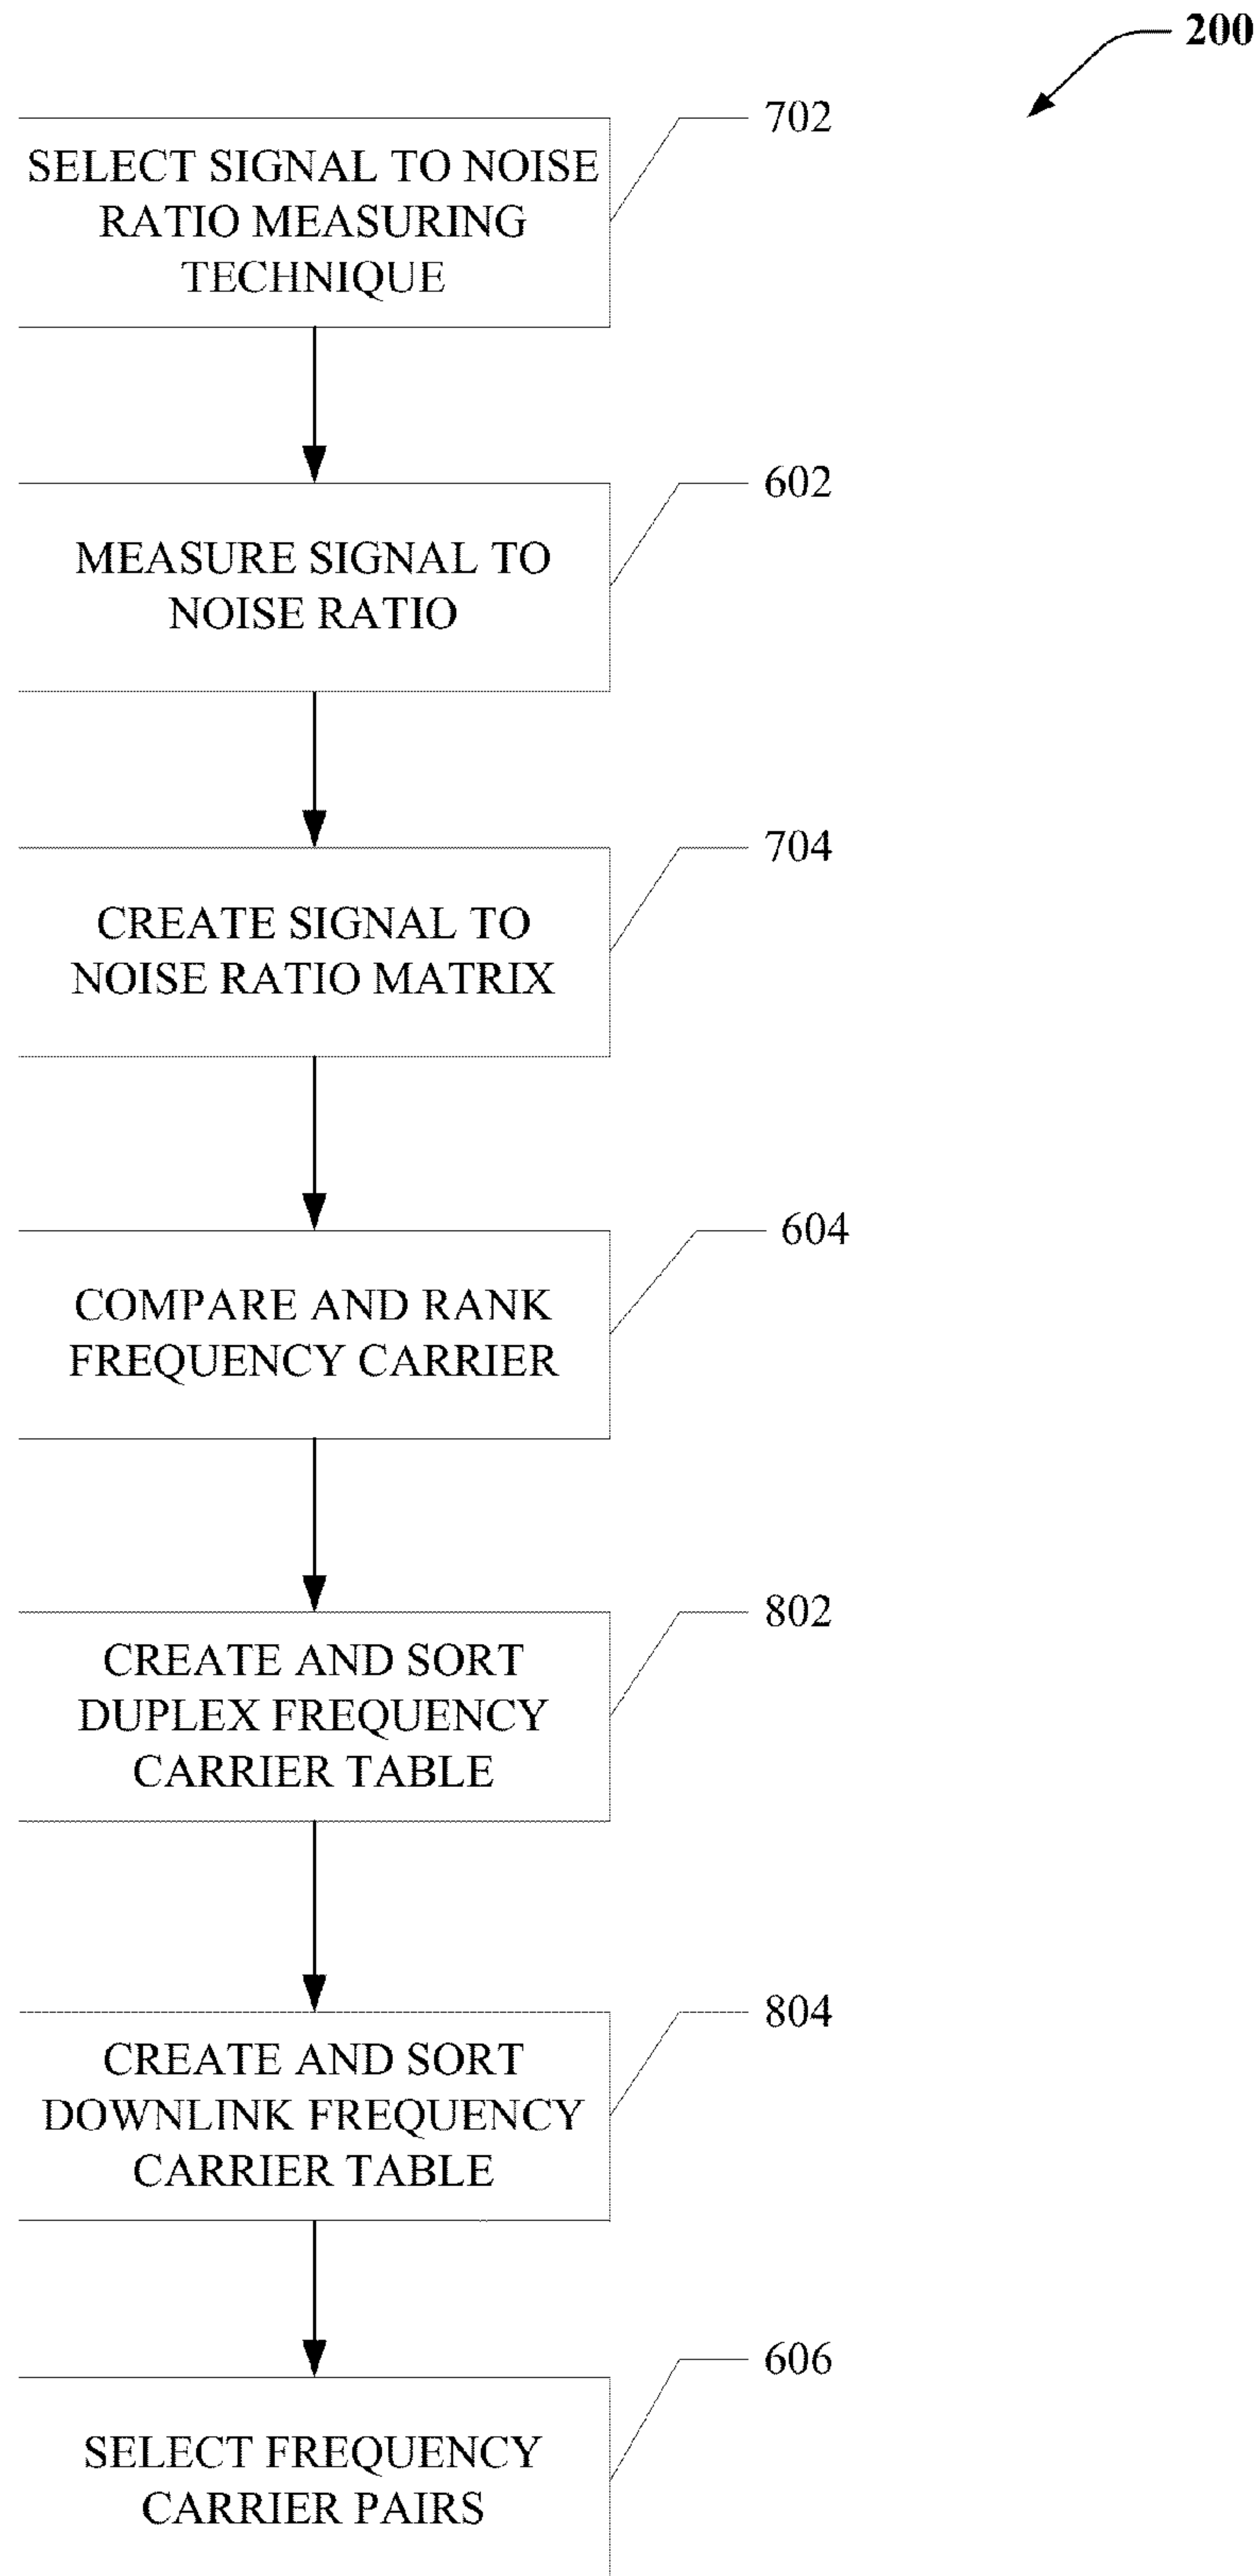 200
702
SELECT SIGNAL TO NOISE
RATIO MEASURING
TECHNIQUE
602
MEASURE SIGNAL TO
NOISE RATIO
704
CREATE SIGNAL TO
NOISE RATIO MATRIX
604
COMPARE AND RANK
FREQUENCY CARRIER
802
CREATE AND SORT
DUPLEX FREQUENCY
CARRIER TABLE
804
CREATE AND SORT
DOWNLINK FREQUENCY
CARRIER TABLE
606
SELECT FREQUENCY
CARRIER PAIRS